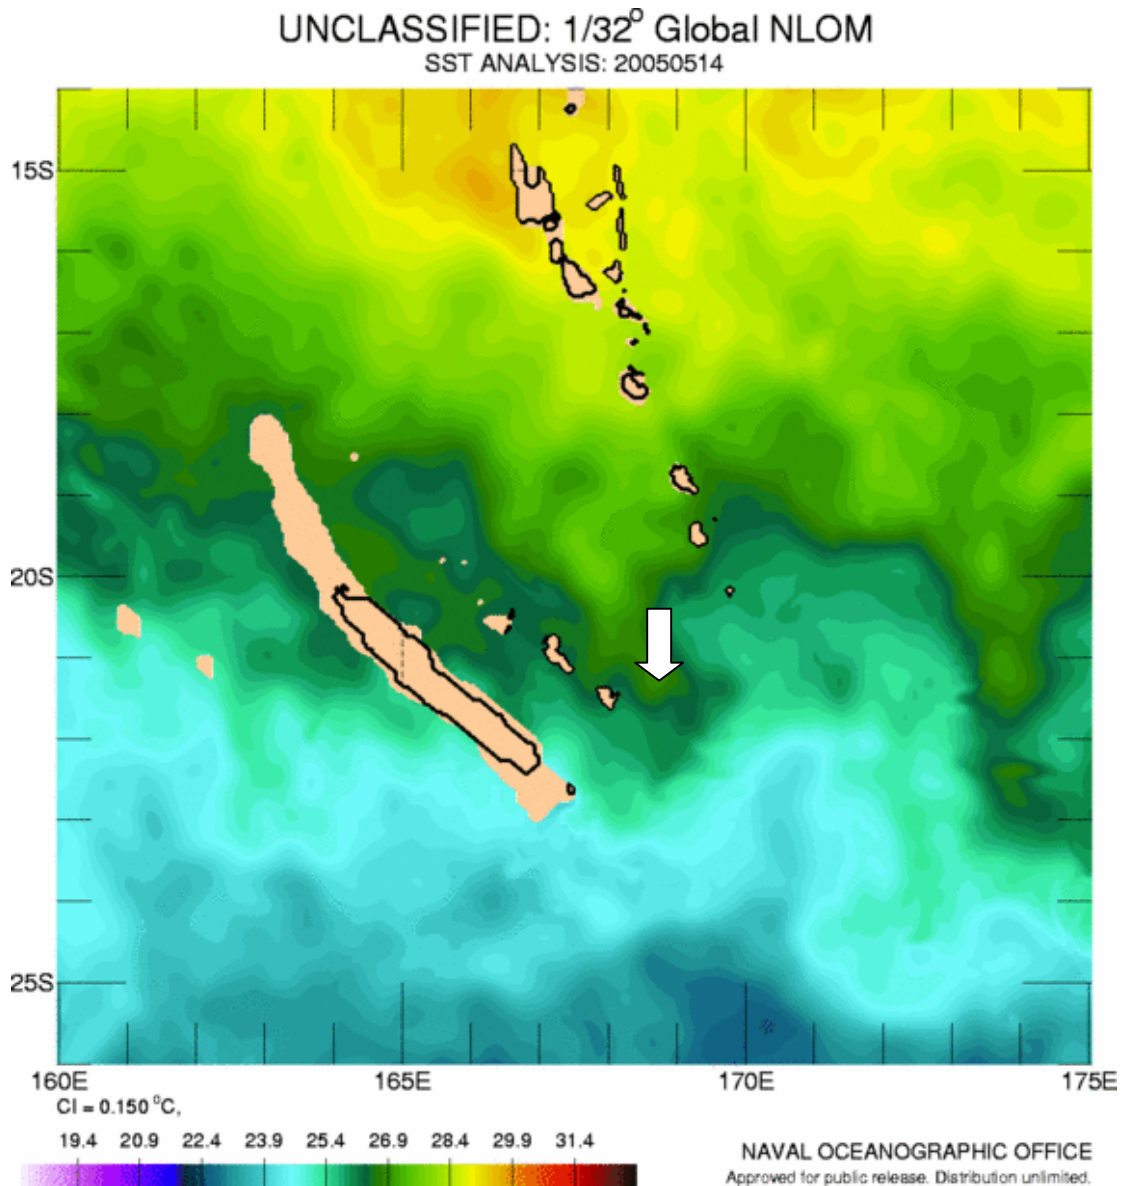 UNCLASSIFIED: 1/32° Global NLOM
SST ANALYSIS: 20050514
15S
20S
25S
160E 165E 170E 175E
CI = 0.150 °C,
19.4 20.9 22.4 23.9 25.4 26.9 28.4 29.9 31.4
NAVAL OCEANOGRAPHIC OFFICE
Approved for public release. Distribution unlimited.